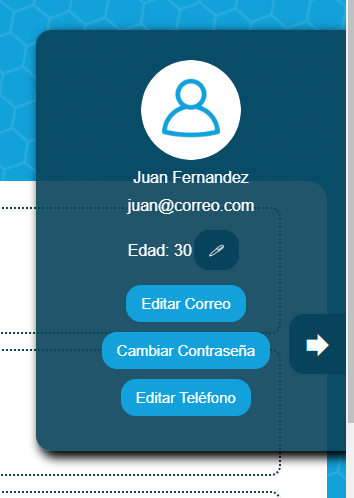 Juan Fernandez
juan@correo.com
Edad: 30
Editar Correo
Cambiar Contraseña
Editar Teléfono